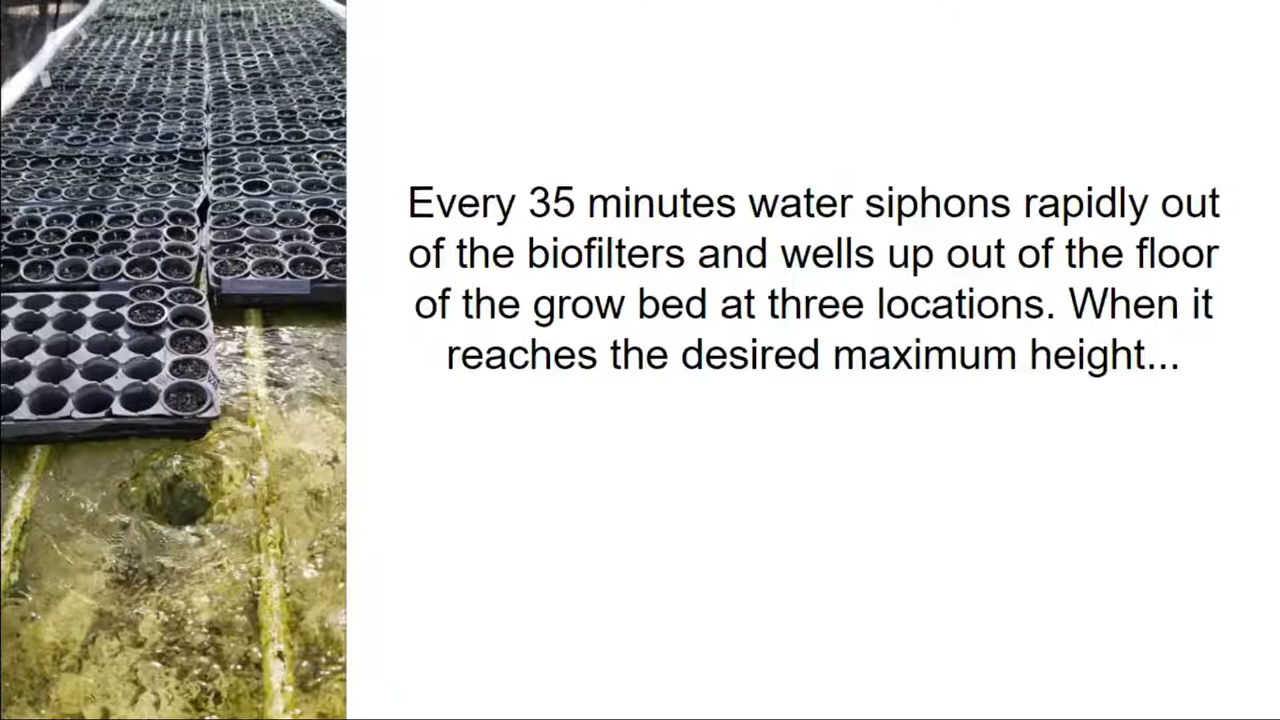 Every 35 minutes water siphons rapidly out
of the biofilters and wells up out of the floor
of the grow bed at three locations. When it
reaches the desired maximum height...